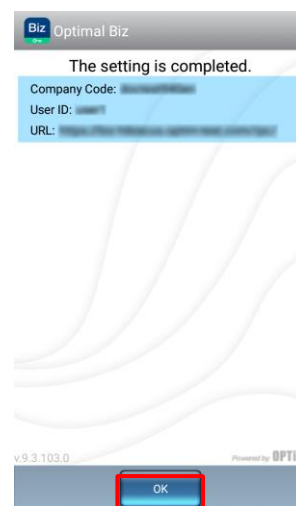 Biz
Optimal Biz
The setting is completed.
Company Code:
User ID:
URL:
v.9.3.103.0
Powered by OPTi
OK